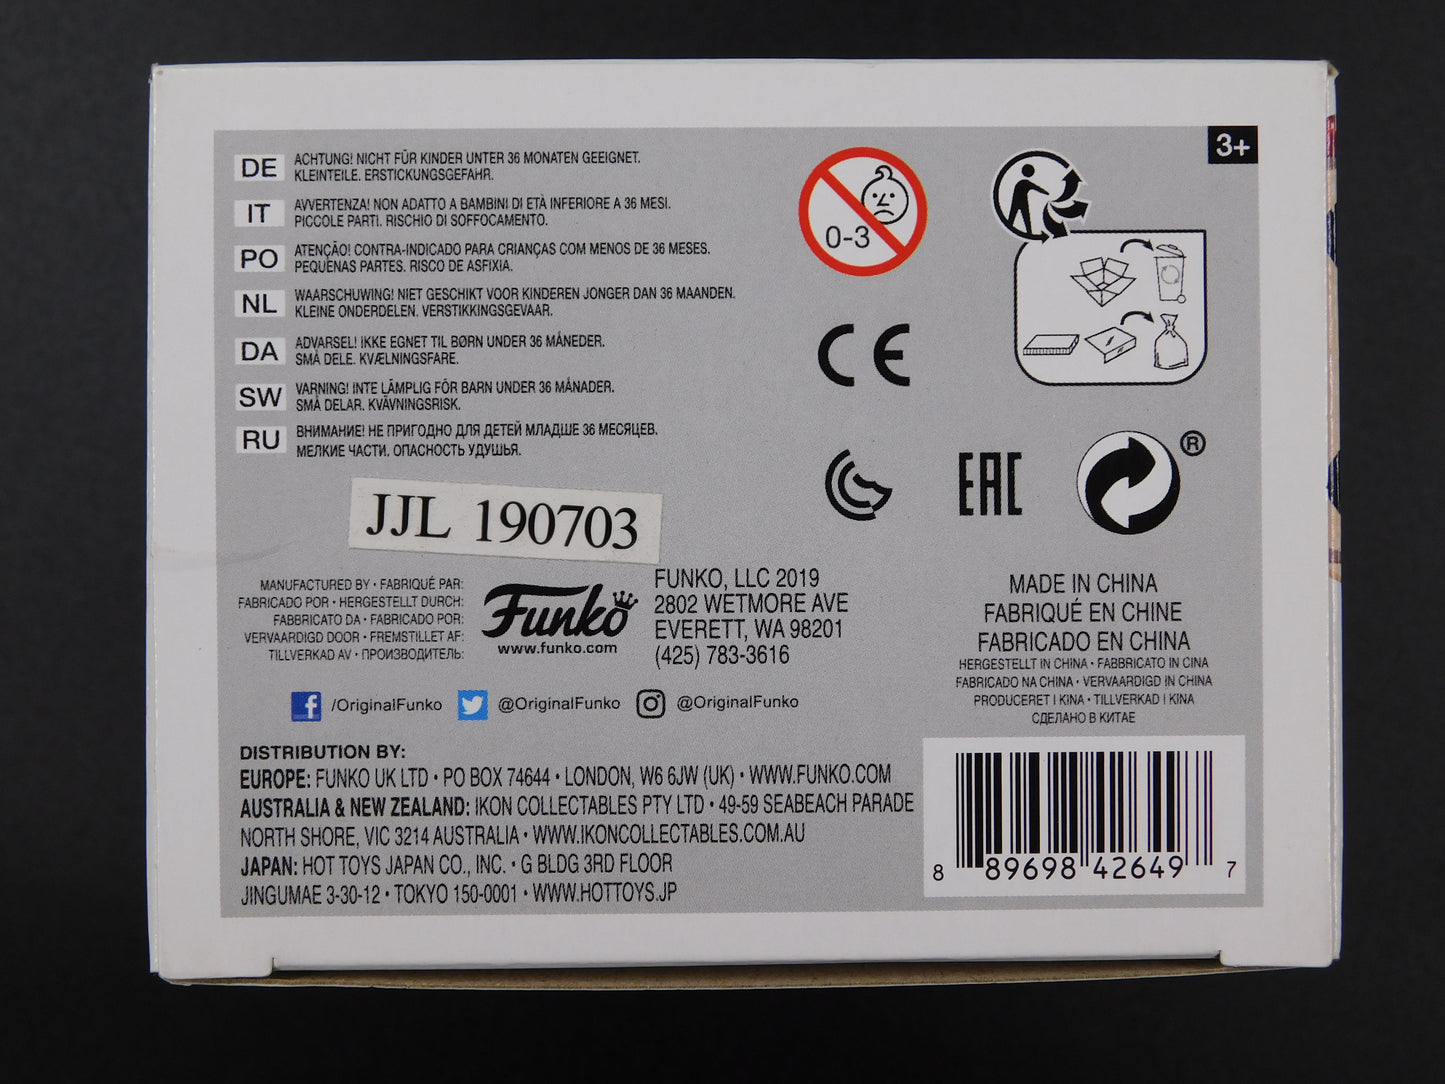 3+
DE ACHTUNG! NICHT FÜR KINDER UNTER 36 MONATEN GEEIGNET.
KLEINTEILE. ERSTICKUNGSGEFAHR.
IT AVVERTENZA! NON ADATTO A BAMBINI DI ETÀ INFERIORE A 36 MESI.
PICCOLE PARTI. RISCHIO DI SOFFOCAMENTO.
PO ATENÇÃO! CONTRA-INDICADO PARA CRIANÇAS COM MENOS DE 36 MESES.
PEQUENAS PARTES. RISCO DE ASFIXIA.
NL WAARSCHUWING! NIET GESCHIKT VOOR KINDEREN JONGER DAN 36 MAANDEN.
KLEINE ONDERDELEN. VERSTIKKINGSGEVAAR.
DA ADVARSEL! IKKE EGNET TIL BØRN UNDER 36 MÅNEDER.
SMÅ DELE. KVÆLNINGSFARE.
SW VARNING! INTE LÄMPLIG FÖR BARN UNDER 36 MÅNADER.
SMÅ DELAR. KVÄVNINGSRISK.
RU ВНИМАНИЕ! НЕ ПРИГОДНО ДЛЯ ДЕТЕЙ МЛАДШЕ 36 МЕСЯЦЕВ.
МЕЛКИЕ ЧАСТИ. ОПАСНОСТЬ УДУШЬЯ.
0-3
CE
EAC
®
JJL 190703
MANUFACTURED BY • FABRIQUÉ PAR:
FABRICADO POR • HERGESTELLT DURCH:
FABBRICATO DA • FABRICADO POR:
VERVAARDIGD DOOR • FREMSTILLET AF:
TILLVERKAD AV • ПРОИЗВОДИТЕЛЬ:
Funko
www.funko.com
FUNKO, LLC 2019
2802 WETMORE AVE
EVERETT, WA 98201
(425) 783-3616
MADE IN CHINA
FABRIQUÉ EN CHINE
FABRICADO EN CHINA
HERGESTELLT IN CHINA • FABBRICATO IN CINA
FABRICADO NA CHINA • VERVAARDIGD IN CHINA
PRODUCERET I KINA • TILLVERKAD I KINA
СДЕЛАНО В КИТАЕ
/OriginalFunko @OriginalFunko @OriginalFunko
DISTRIBUTION BY:
EUROPE: FUNKO UK LTD • PO BOX 74644 • LONDON, W6 6JW (UK) • WWW.FUNKO.COM
AUSTRALIA & NEW ZEALAND: IKON COLLECTABLES PTY LTD • 49-59 SEABEACH PARADE
NORTH SHORE, VIC 3214 AUSTRALIA • WWW.IKONCOLLECTABLES.COM.AU
JAPAN: HOT TOYS JAPAN CO., INC. • G BLDG 3RD FLOOR
JINGUMAE 3-30-12 • TOKYO 150-0001 • WWW.HOTTOYS.JP
8 89698 42649 7